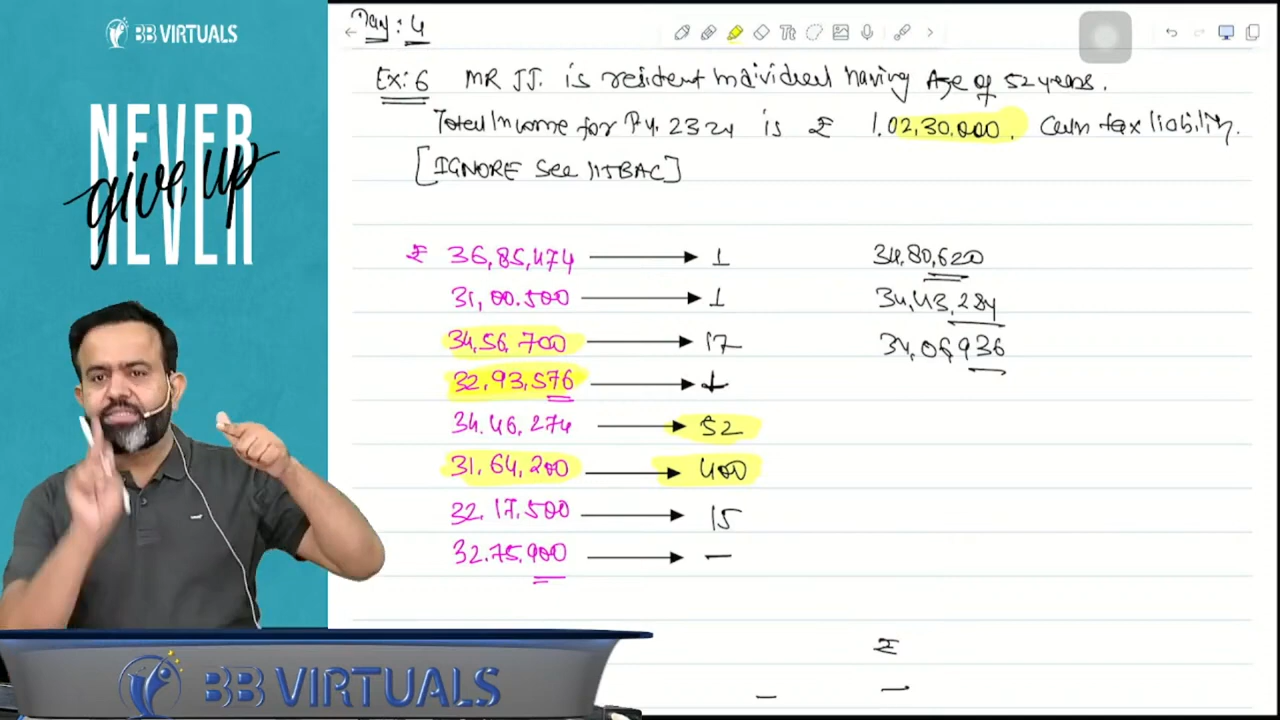 BB VIRTUALS
NEVER
give up
NEVER
Day: 4
Ex: 6 MR JJ. is resident Individual having Age of 52 years.
Total Income for P.Y. 23 24 is ₹ 1,02,30,000. Cam tax liability.
[IGNORE Sec 115BAC]
₹ 36,85,474 → 1
31,00.500 → 1
34,56,700 → 17
32,93,576 → 1
34.46,274 → 52
31,64,200 → 400
32.17.500 → 15
32.75.900 → —
34,80,620
34,43,284
34,06,936
₹
— —
BB VIRTUALS